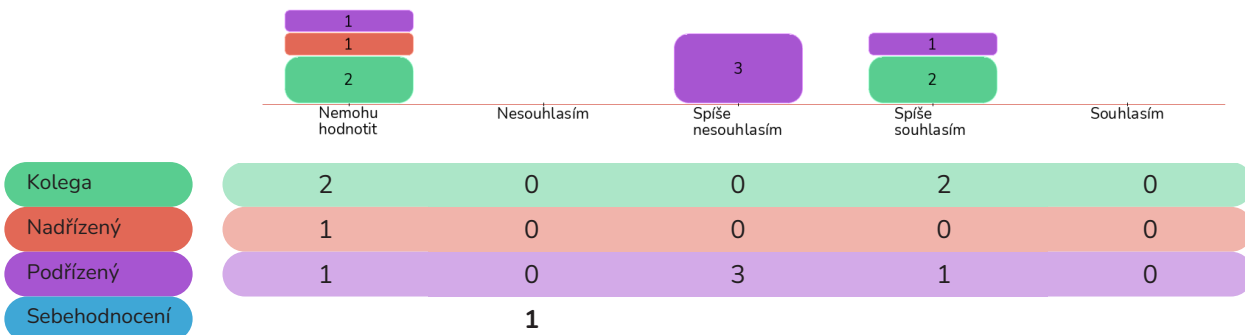 1
1
2
3
1
2
Nemohu hodnotit
Nesouhlasím
Spíše nesouhlasím
Spíše souhlasím
Souhlasím
Kolega 2 0 0 2 0
Nadřízený 1 0 0 0 0
Podřízený 1 0 3 1 0
Sebehodnocení 1